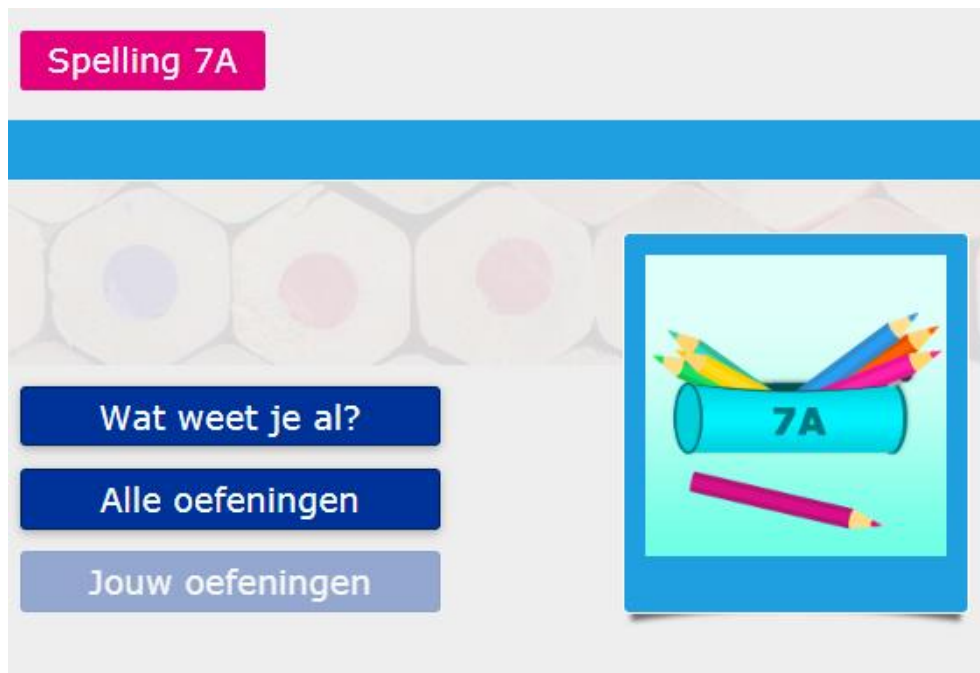 Spelling 7A
7A
Wat weet je al?
Alle oefeningen
Jouw oefeningen